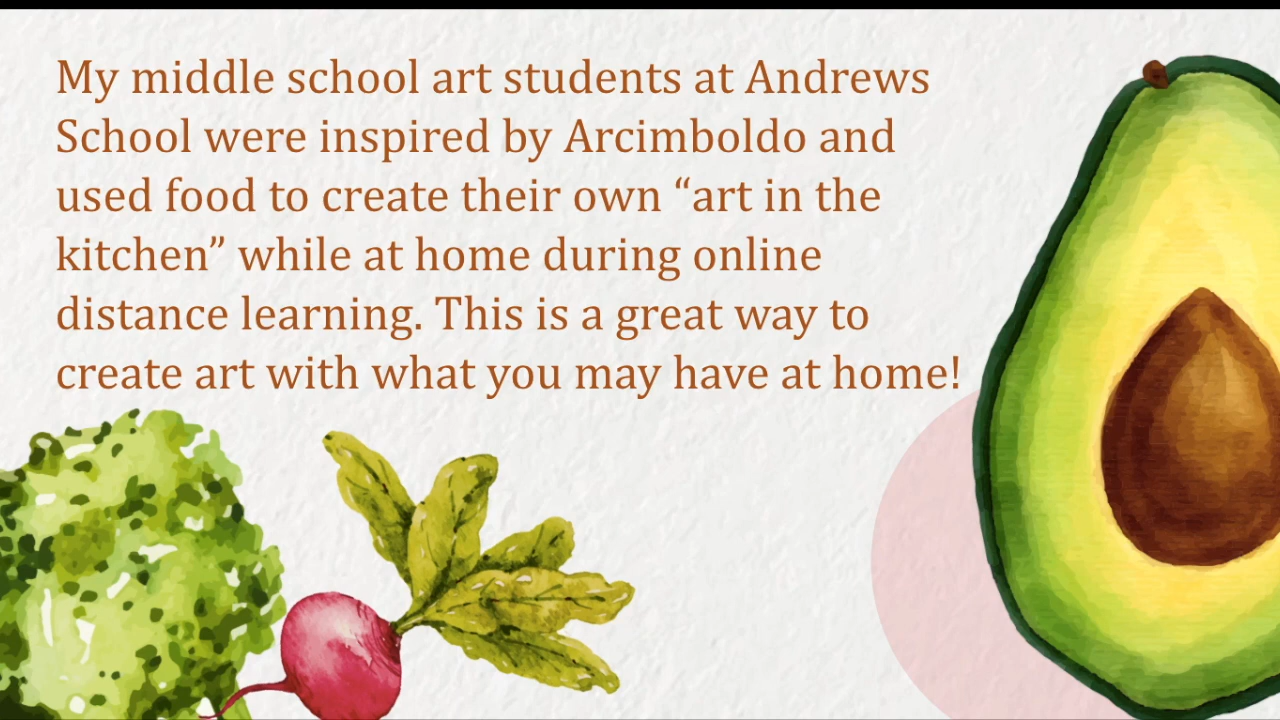 My middle school art students at Andrews
School were inspired by Arcimboldo and
used food to create their own “art in the
kitchen” while at home during online
distance learning. This is a great way to
create art with what you may have at home!